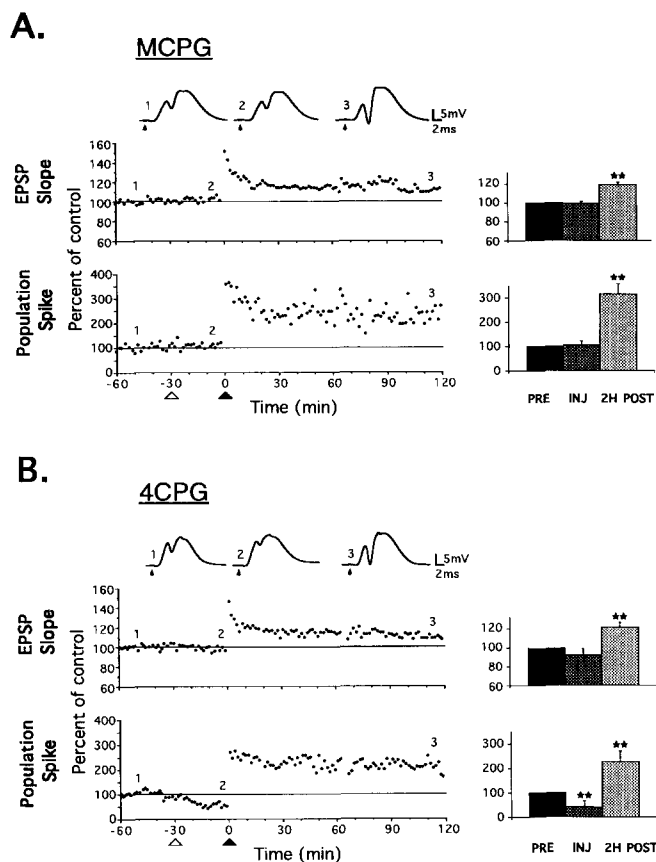 A.
MCPG
1 2 3 5mV
2ms
EPSP
Slope
Percent of control
160
140
120
100
80
60
1 2 3
120
100
80
60
★★
Population
Spike
400
300
200
100
0
1 2 3
300
200
100
0
★★
-60 -30 0 30 60 90 120
Time (min)
PRE INJ 2H POST
B.
4CPG
1 2 3 5mV
2ms
EPSP
Slope
Percent of control
160
140
120
100
80
60
1 2 3
120
100
80
60
★★
Population
Spike
400
300
200
100
0
1 2 3
300
200
100
0
★★ ★★
-60 -30 0 30 60 90 120
Time (min)
PRE INJ 2H POST